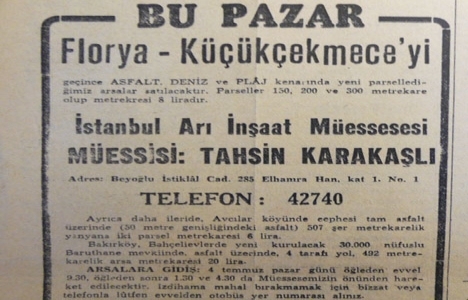 BU PAZAR
Florya - Küçükçekmece'yi
geçince ASFALT, DENİZ ve PLÂJ kenarında yeni parselledi-
ğimiz arsalar satılacaktır. Parseller 150, 200 ve 300 metrekare
olup metrekresi 8 liradır.
İstanbul Arı İnşaat Müessesesi
MÜESSİSİ: TAHSİN KARAKAŞLI
Adres: Beyoğlu İstiklâl Cad. 285 Elhamra Han, kat 1. No. 1
TELEFON: 42740
Ayrıca daha ileride, Avcılar köyünde cephesi tam asfalt
üzerinde (50 metre genişliğindeki asfalt) 507 şer metrekarelik
yanyana iki parsel metrekaresi 6 lira.
Bakırköy, Bahçelievlerde yeni kurulacak 30.000 nüfuslu
Baruthane mevkiinde, asfalt üzerinde, 4 tarafı yol, 492 metre-
karelik arsa metrekaresi 20 lira.
ARSALARA GİDİŞ: 4 temmuz pazar günü öğleden evvel
9.30, öğleden sonra 1.30 ve 4.30 da Müessesemizin önünden hare-
ket edilecektir. İzdihama mahal bırakmamak için bizzat veya
telefonla lütfen evvelden otobüs yer numarası alınız.